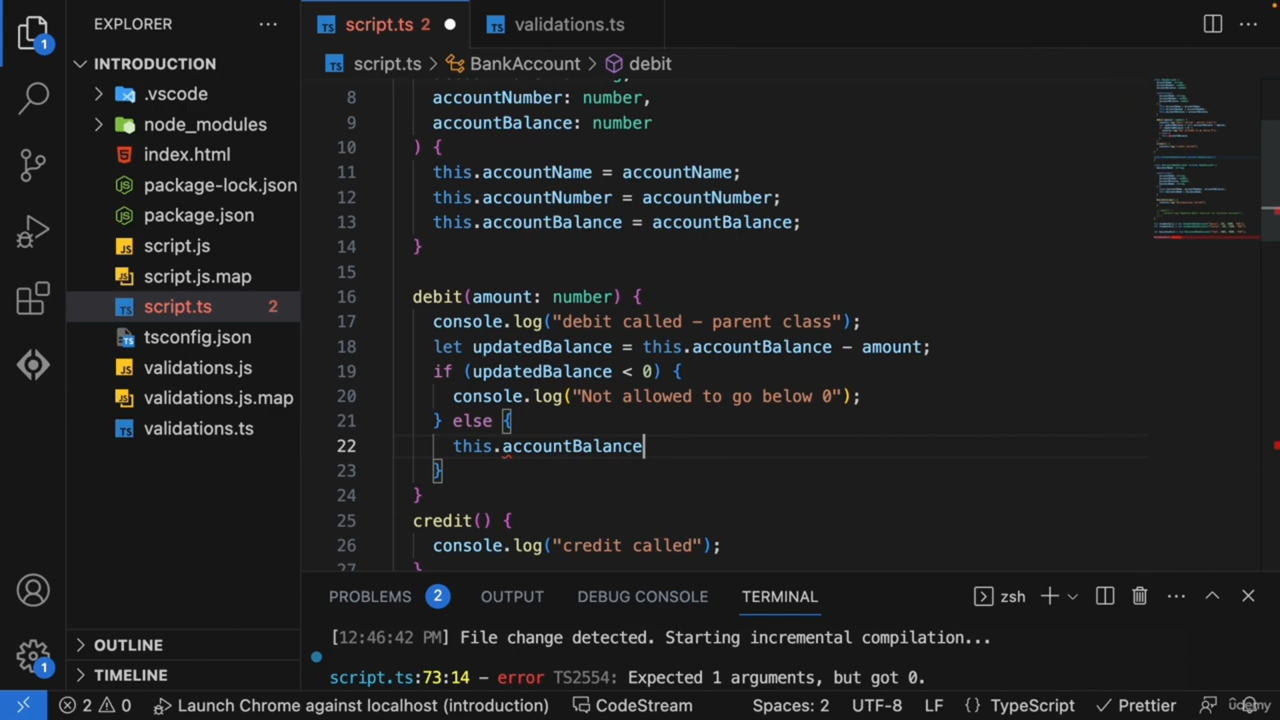 EXPLORER
INTRODUCTION
.vscode
node_modules
index.html
package-lock.json
package.json
script.js
script.js.map
script.ts 2
tsconfig.json
validations.js
validations.js.map
validations.ts
OUTLINE
TIMELINE
1
1
TS script.ts 2
TS validations.ts
TS script.ts > BankAccount > debit
8 accountNumber: number,
9 accountBalance: number
10 ) {
11 this.accountName = accountName;
12 this.accountNumber = accountNumber;
13 this.accountBalance = accountBalance;
14 }
15
16 debit(amount: number) {
17 console.log("debit called - parent class");
18 let updatedBalance = this.accountBalance - amount;
19 if (updatedBalance < 0) {
20 console.log("Not allowed to go below 0");
21 } else {
22 this.accountBalance
23 }
24 }
25 credit() {
26 console.log("credit called");
27 }
PROBLEMS 2 OUTPUT DEBUG CONSOLE TERMINAL zsh
[12:46:42 PM] File change detected. Starting incremental compilation...
script.ts:73:14 - error TS2554: Expected 1 arguments, but got 0.
2 0 Launch Chrome against localhost (introduction) CodeStream Spaces: 2 UTF-8 LF {} TypeScript Prettier
ûdemy